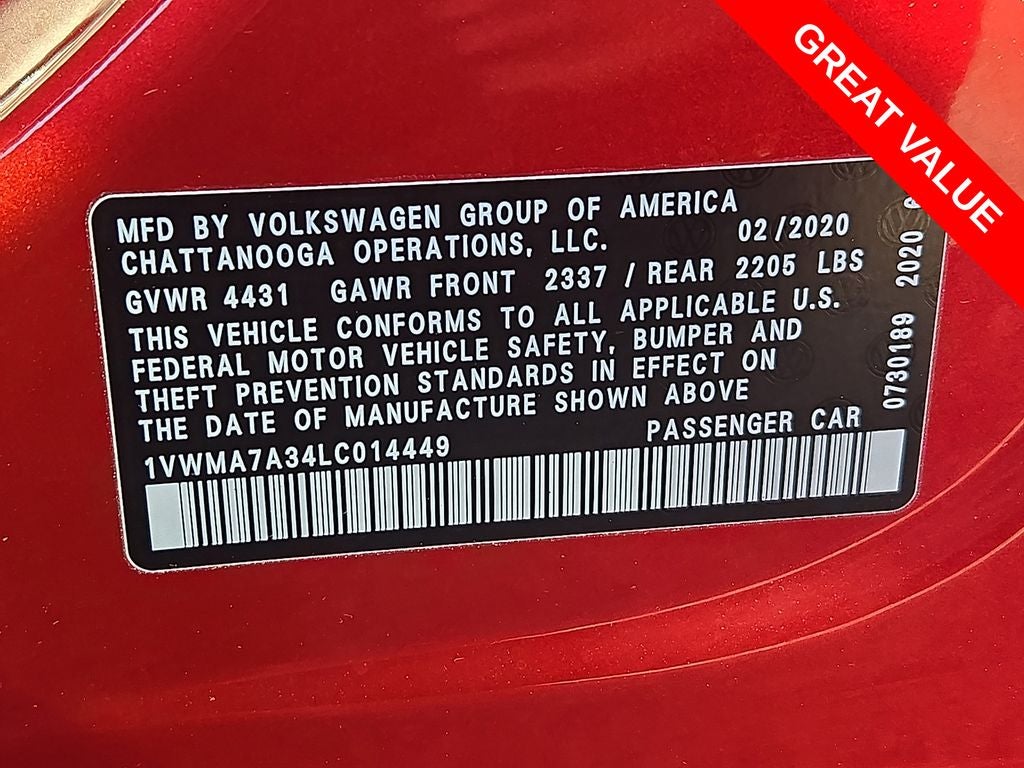 GREAT VALUE
MFD BY VOLKSWAGEN GROUP OF AMERICA
CHATTANOOGA OPERATIONS, LLC. 02/2020
GVWR 4431 GAWR FRONT 2337 / REAR 2205 LBS
THIS VEHICLE CONFORMS TO ALL APPLICABLE U.S.
FEDERAL MOTOR VEHICLE SAFETY, BUMPER AND
THEFT PREVENTION STANDARDS IN EFFECT ON
THE DATE OF MANUFACTURE SHOWN ABOVE
1VWMA7A34LC014449 PASSENGER CAR
0730189 2020